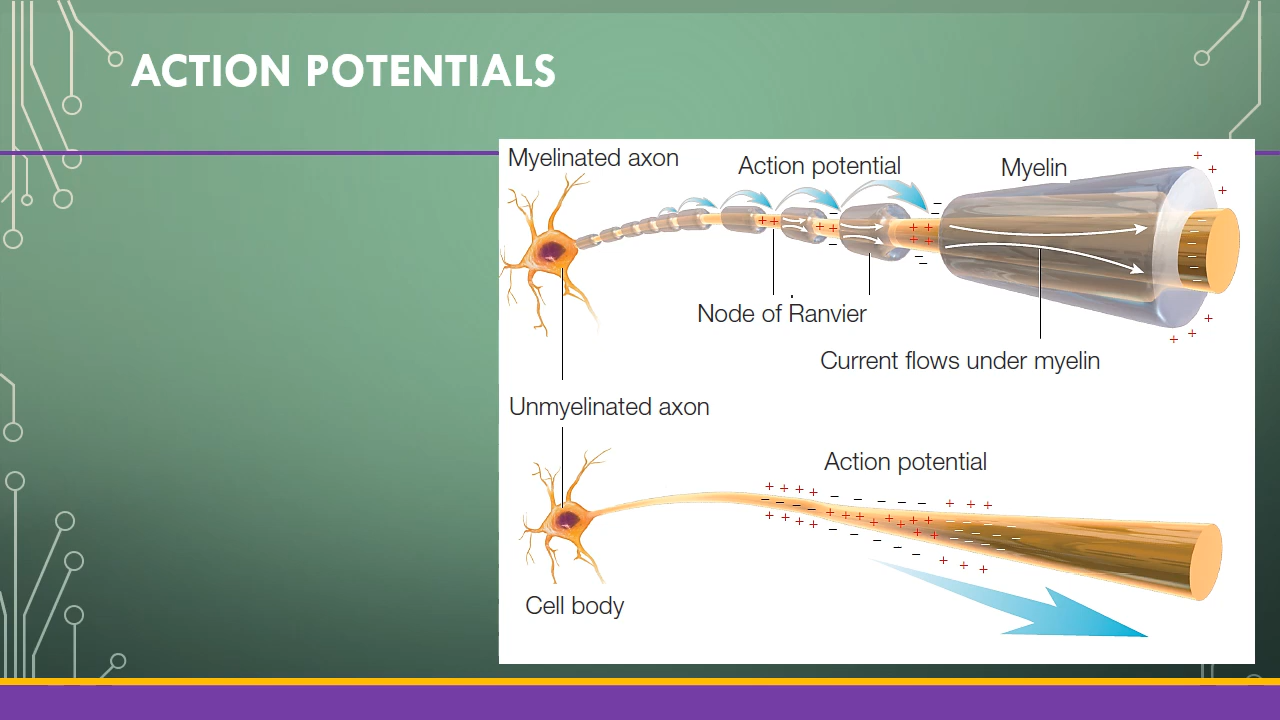 ACTION POTENTIALS
Myelinated axon
Action potential
Myelin
Node of Ranvier
Current flows under myelin
Unmyelinated axon
Action potential
Cell body